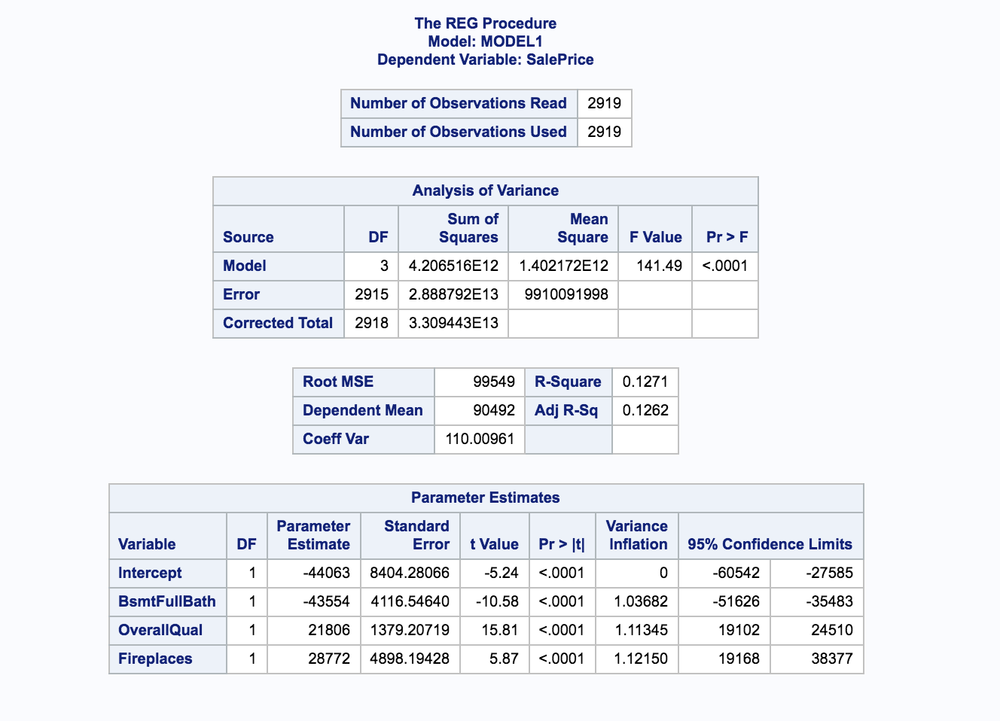 The REG Procedure
Model: MODEL1
Dependent Variable: SalePrice
Number of Observations Read 2919
Number of Observations Used 2919
Analysis of Variance
Source DF Sum of Squares Mean Square F Value Pr > F
Model 3 4.206516E12 1.402172E12 141.49 <.0001
Error 2915 2.888792E13 9910091998
Corrected Total 2918 3.309443E13
Root MSE 99549 R-Square 0.1271
Dependent Mean 90492 Adj R-Sq 0.1262
Coeff Var 110.00961
Parameter Estimates
Variable DF Parameter Estimate Standard Error t Value Pr > |t| Variance Inflation 95% Confidence Limits
Intercept 1 -44063 8404.28066 -5.24 <.0001 0 -60542 -27585
BsmtFullBath 1 -43554 4116.54640 -10.58 <.0001 1.03682 -51626 -35483
OverallQual 1 21806 1379.20719 15.81 <.0001 1.11345 19102 24510
Fireplaces 1 28772 4898.19428 5.87 <.0001 1.12150 19168 38377